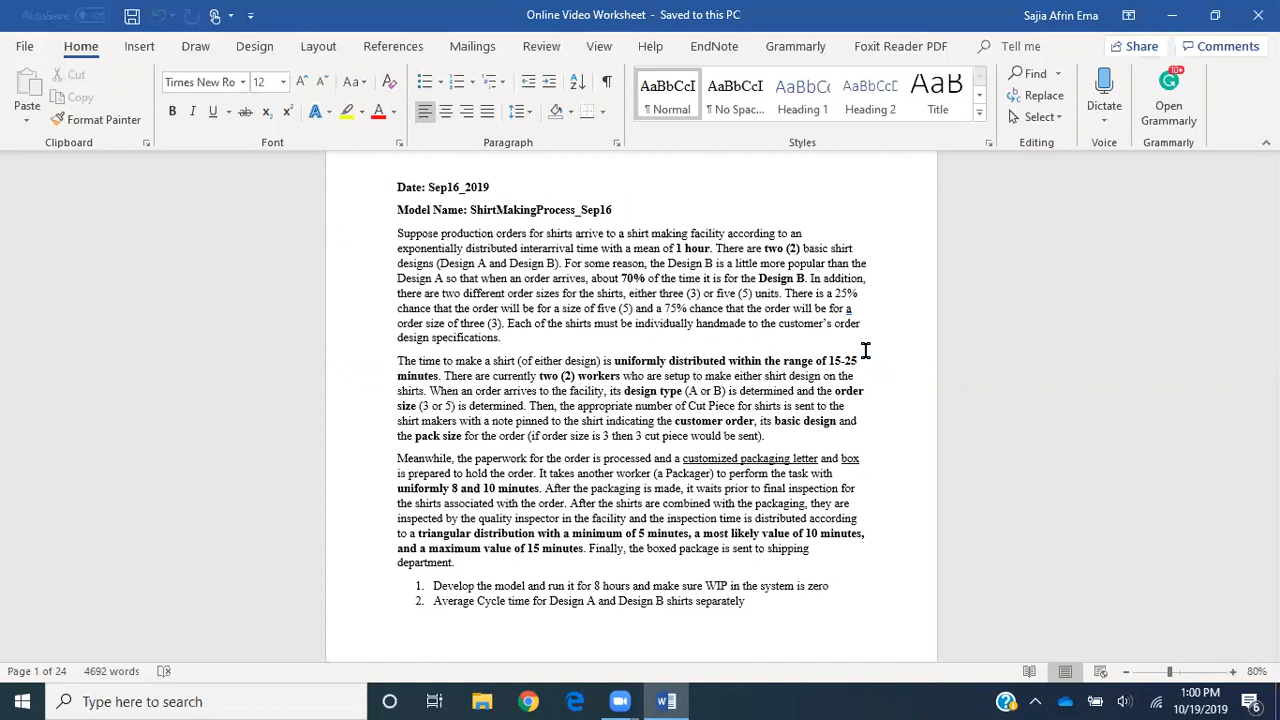 AutoSave Off
Online Video Worksheet - Saved to this PC
Sajia Afrin Ema
File Home Insert Draw Design Layout References Mailings Review View Help EndNote Grammarly Foxit Reader PDF Tell me Share Comments
Paste Cut Copy Format Painter
Times New Ro 12
AaBbCcI AaBbCcI AaBbCc AaBbCcI AaB
¶ Normal ¶ No Spac... Heading 1 Heading 2 Title
Find Replace Select
Dictate
10+
Open Grammarly
Clipboard Font Paragraph Styles Editing Voice Grammarly
Date: Sep16_2019
Model Name: ShirtMakingProcess_Sep16
Suppose production orders for shirts arrive to a shirt making facility according to an
exponentially distributed interarrival time with a mean of 1 hour. There are two (2) basic shirt
designs (Design A and Design B). For some reason, the Design B is a little more popular than the
Design A so that when an order arrives, about 70% of the time it is for the Design B. In addition,
there are two different order sizes for the shirts, either three (3) or five (5) units. There is a 25%
chance that the order will be for a size of five (5) and a 75% chance that the order will be for a
order size of three (3). Each of the shirts must be individually handmade to the customer's order
design specifications.
The time to make a shirt (of either design) is uniformly distributed within the range of 15-25
minutes. There are currently two (2) workers who are setup to make either shirt design on the
shirts. When an order arrives to the facility, its design type (A or B) is determined and the order
size (3 or 5) is determined. Then, the appropriate number of Cut Piece for shirts is sent to the
shirt makers with a note pinned to the shirt indicating the customer order, its basic design and
the pack size for the order (if order size is 3 then 3 cut piece would be sent).
Meanwhile, the paperwork for the order is processed and a customized packaging letter and box
is prepared to hold the order. It takes another worker (a Packager) to perform the task with
uniformly 8 and 10 minutes. After the packaging is made, it waits prior to final inspection for
the shirts associated with the order. After the shirts are combined with the packaging, they are
inspected by the quality inspector in the facility and the inspection time is distributed according
to a triangular distribution with a minimum of 5 minutes, a most likely value of 10 minutes,
and a maximum value of 15 minutes. Finally, the boxed package is sent to shipping
department.
1. Develop the model and run it for 8 hours and make sure WIP in the system is zero
2. Average Cycle time for Design A and Design B shirts separately
Page 1 of 24 4692 words
80%
Type here to search
1:00 PM
10/19/2019
6